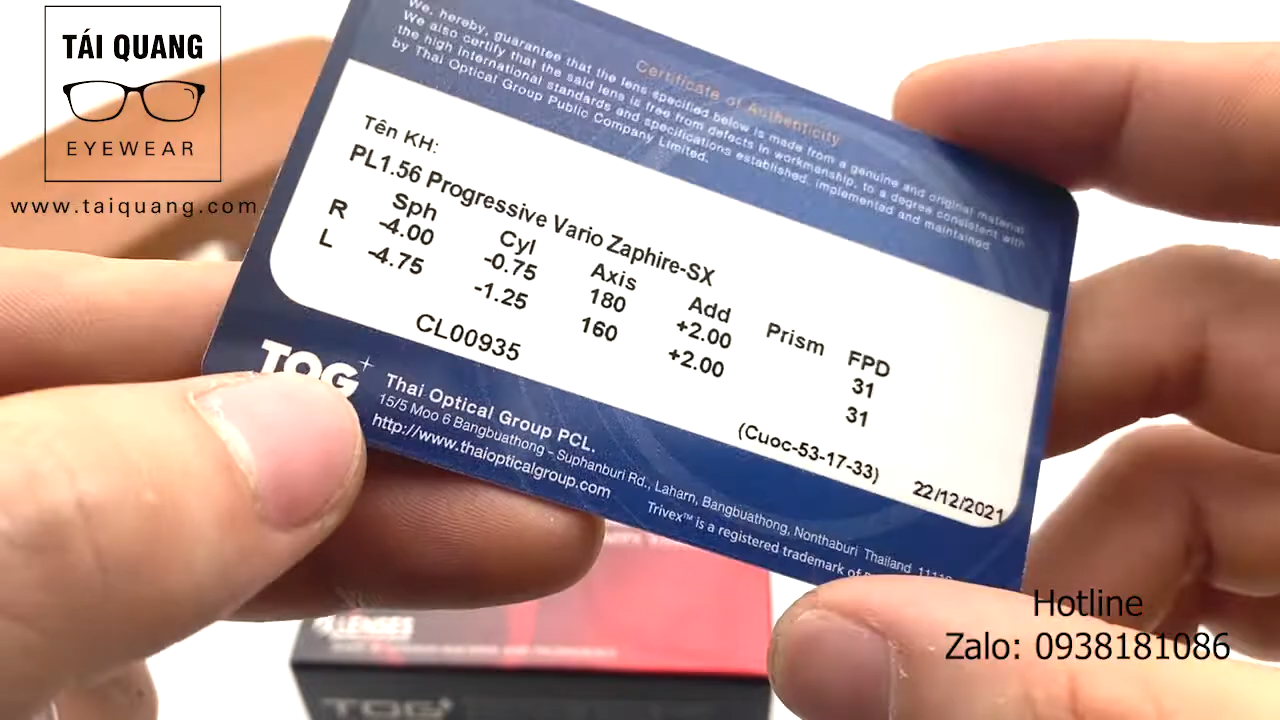 TÁI QUANG
EYEWEAR
www.taiquang.com
Certificate of Authenticity
We, hereby, guarantee that the lens specified below is made from a genuine and original material
We also certify that the said lens is free from defects in workmanship, to a degree consistent with
the high international standards and specifications established, implemented and maintained
by Thai Optical Group Public Company Limited.
Tên KH:
PL1.56 Progressive Vario Zaphire-SX
Sph Cyl Axis Add Prism FPD
R -4.00 -0.75 180 +2.00 31
L -4.75 -1.25 160 +2.00 31
CL00935 (Cuoc-53-17-33) 22/12/2021
TOG
Thai Optical Group PCL.
15/5 Moo 6 Bangbuathong - Suphanburi Rd., Laharn, Bangbuathong, Nonthaburi Thailand
http://www.thaiopticalgroup.com
Trivex™ is a registered trademark of
LENSES
TOG
Hotline
Zalo: 0938181086